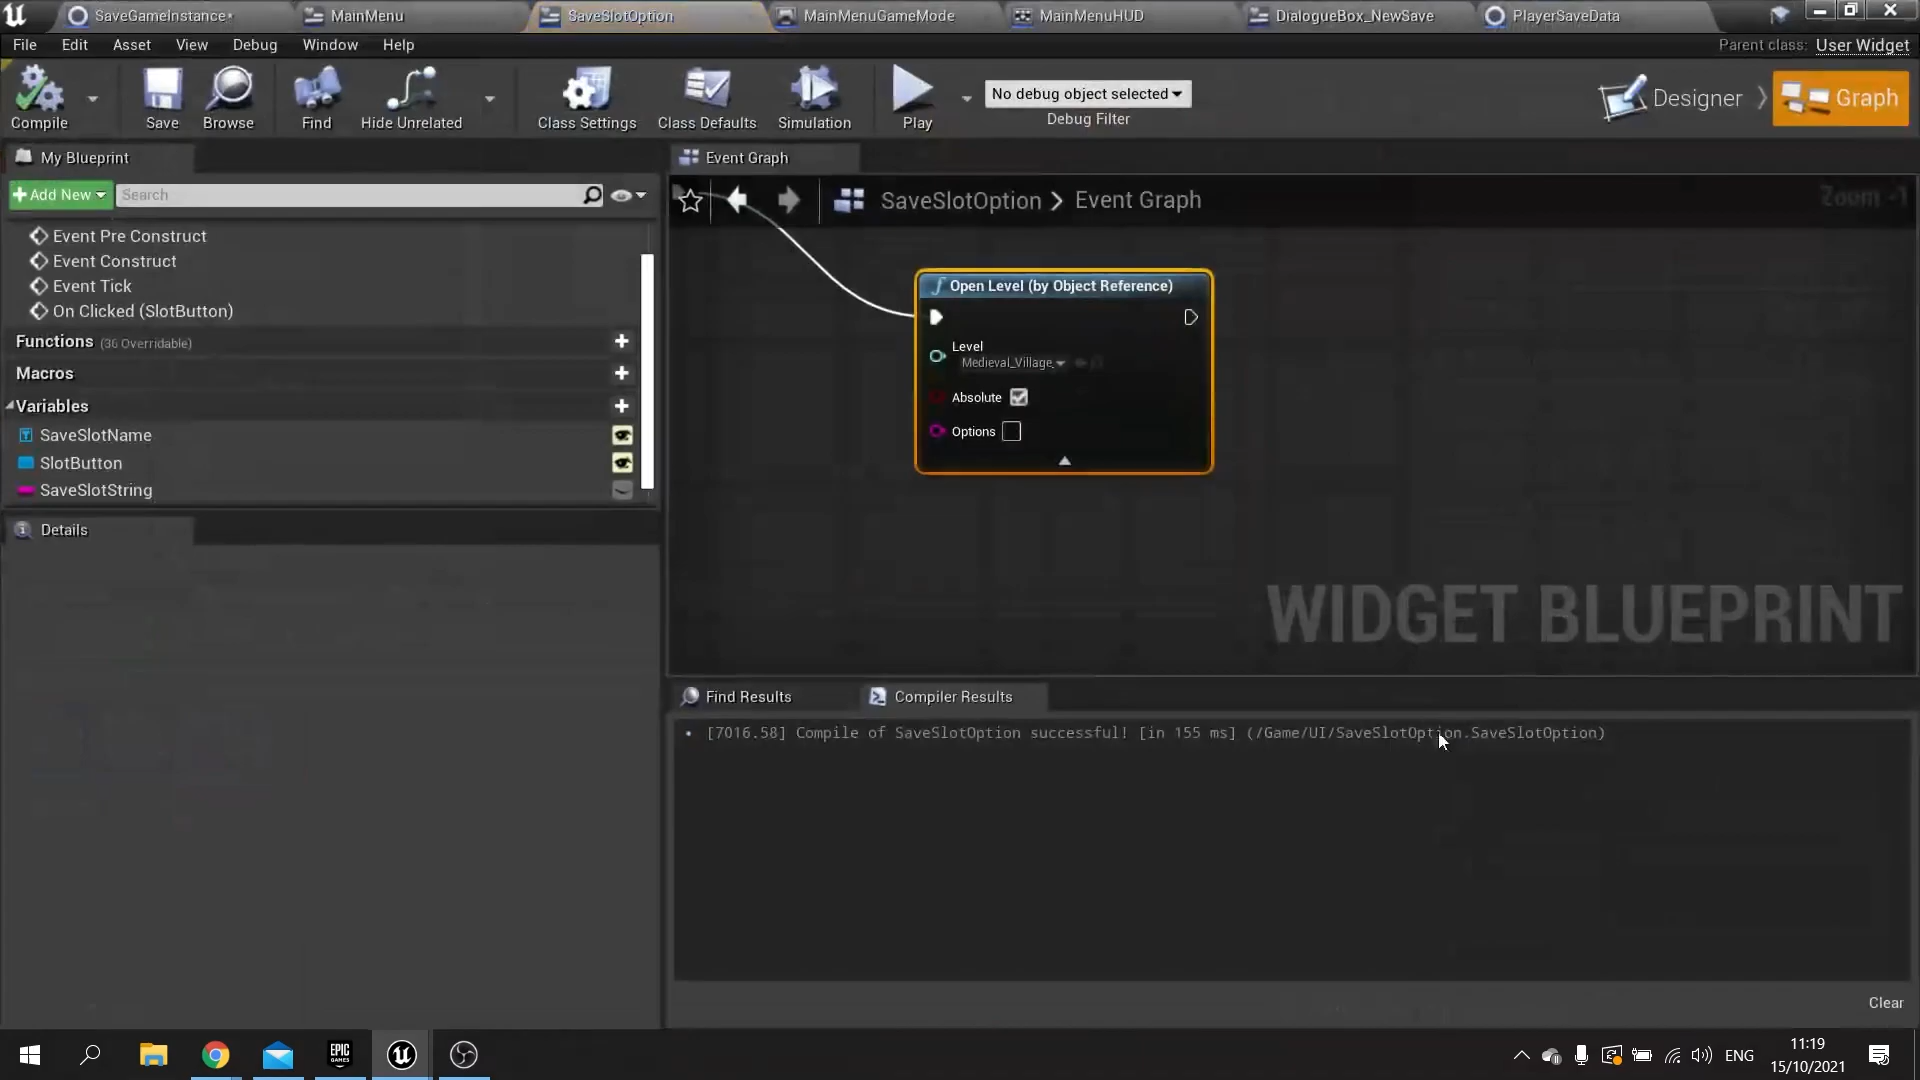 SaveGameInstance*
MainMenu
SaveSlotOption
MainMenuGameMode
MainMenuHUD
DialogueBox_NewSave
PlayerSaveData
File Edit Asset View Debug Window Help
Parent class: User Widget
Compile
Save
Browse
Find
Hide Unrelated
Class Settings
Class Defaults
Simulation
Play
No debug object selected
Debug Filter
Designer
Graph
My Blueprint
Event Graph
Add New
Search
SaveSlotOption > Event Graph
Zoom -1
Event Pre Construct
Event Construct
Event Tick
On Clicked (SlotButton)
Functions (36 Overridable)
Macros
Variables
SaveSlotName
SlotButton
SaveSlotString
Details
Open Level (by Object Reference)
Level
Medieval_Village_
Absolute
Options
WIDGET BLUEPRINT
Find Results
Compiler Results
[7016.58] Compile of SaveSlotOption successful! [in 155 ms] (/Game/UI/SaveSlotOption.SaveSlotOption)
Clear
EPIC
GAMES
ENG
11:19
15/10/2021